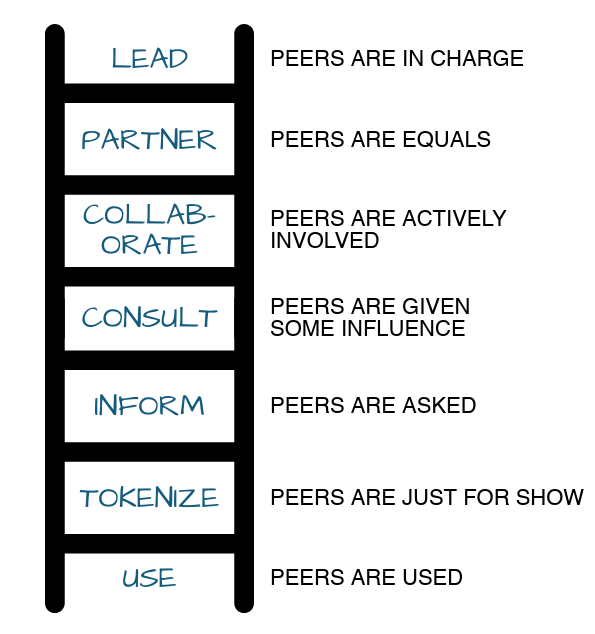 LEAD
PEERS ARE IN CHARGE
PARTNER
PEERS ARE EQUALS
COLLAB-
ORATE
PEERS ARE ACTIVELY
INVOLVED
CONSULT
PEERS ARE GIVEN
SOME INFLUENCE
INFORM
PEERS ARE ASKED
TOKENIZE
PEERS ARE JUST FOR SHOW
USE
PEERS ARE USED